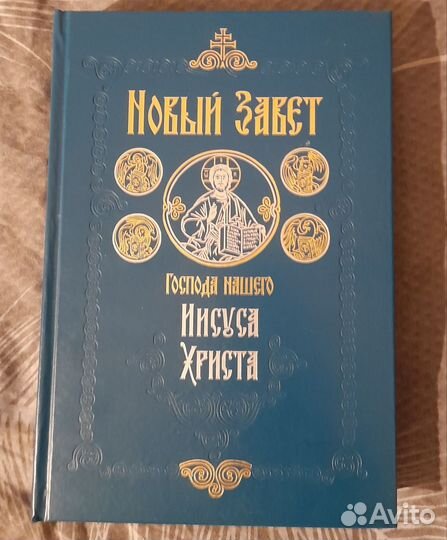 Новый Завет
Господа нашего
Иисуса
Христа
Avito